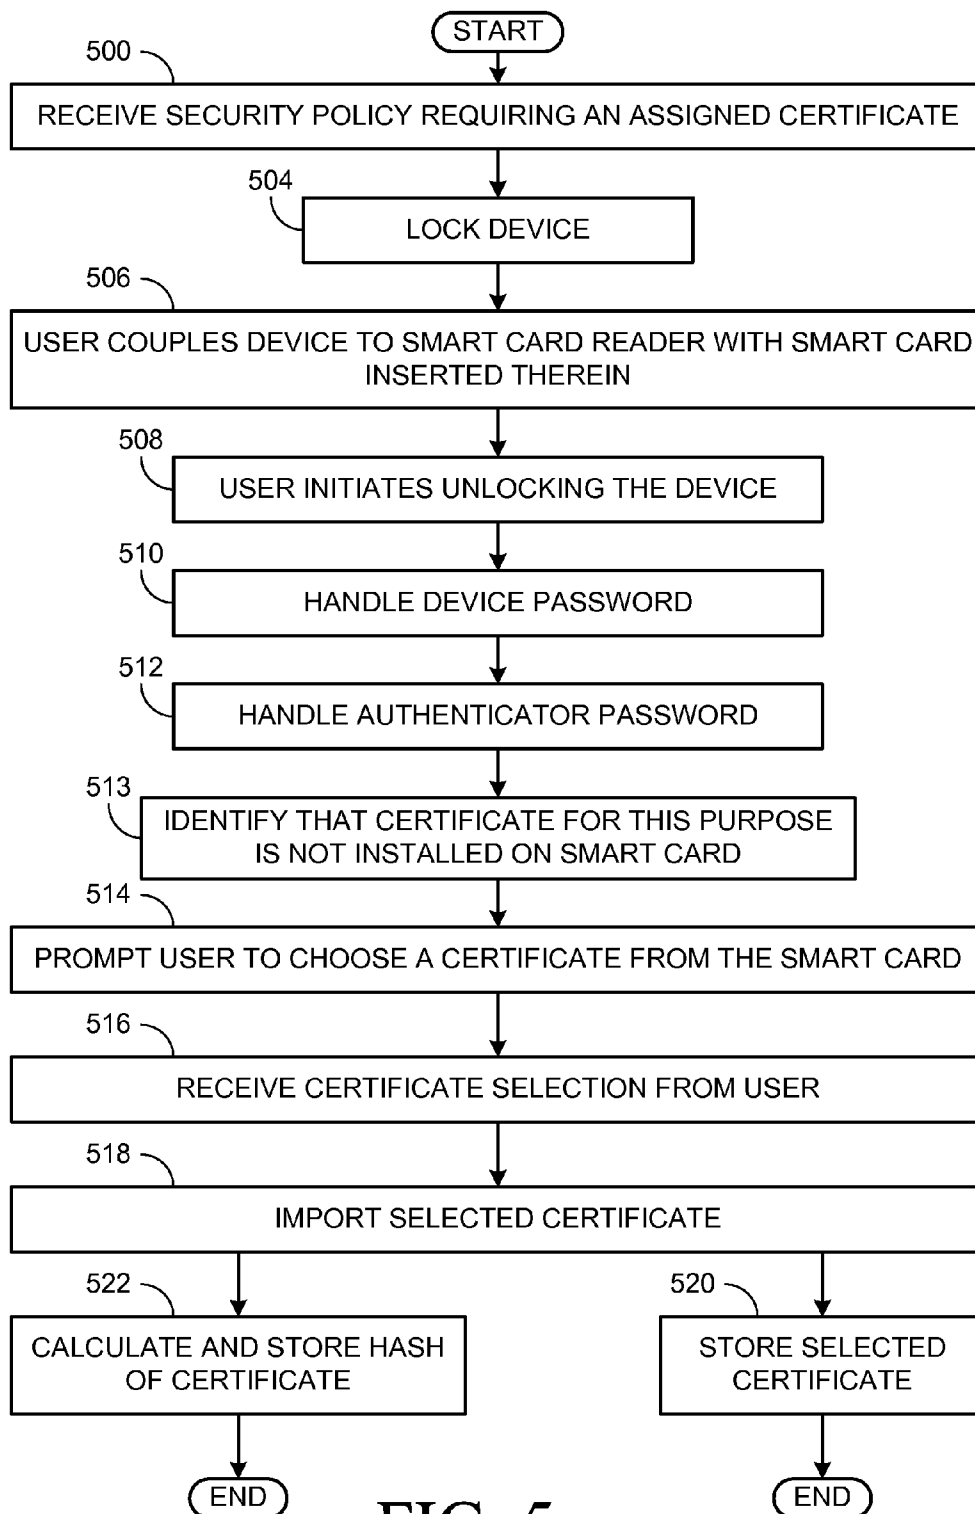 START
500
RECEIVE SECURITY POLICY REQUIRING AN ASSIGNED CERTIFICATE
504
LOCK DEVICE
506
USER COUPLES DEVICE TO SMART CARD READER WITH SMART CARD
INSERTED THEREIN
508
USER INITIATES UNLOCKING THE DEVICE
510
HANDLE DEVICE PASSWORD
512
HANDLE AUTHENTICATOR PASSWORD
513
IDENTIFY THAT CERTIFICATE FOR THIS PURPOSE
IS NOT INSTALLED ON SMART CARD
514
PROMPT USER TO CHOOSE A CERTIFICATE FROM THE SMART CARD
516
RECEIVE CERTIFICATE SELECTION FROM USER
518
IMPORT SELECTED CERTIFICATE
522
CALCULATE AND STORE HASH
OF CERTIFICATE
END
520
STORE SELECTED
CERTIFICATE
END
FIG. 5